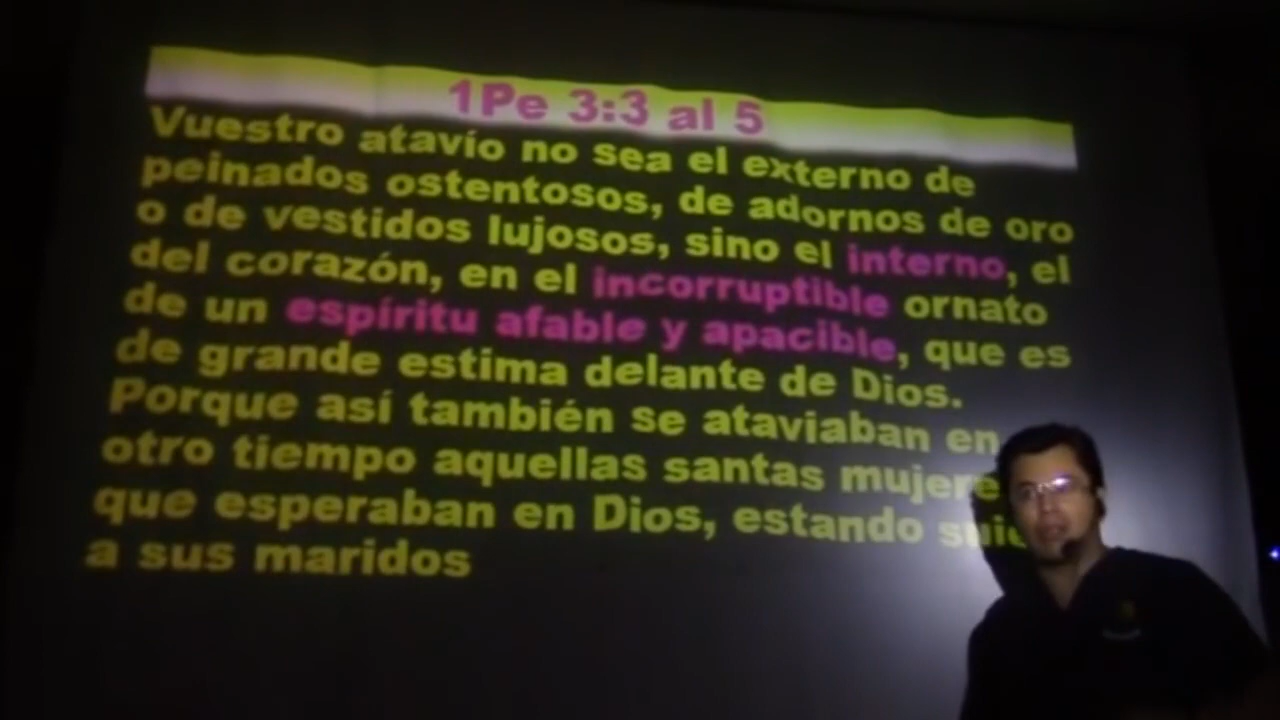 1Pe 3:3 al 5
Vuestro atavío no sea el externo de
peinados ostentosos, de adornos de oro
o de vestidos lujosos, sino el interno, el
del corazón, en el incorruptible ornato
de un espíritu afable y apacible, que es
de grande estima delante de Dios.
Porque así también se ataviaban en
otro tiempo aquellas santas mujere
que esperaban en Dios, estando
a sus maridos